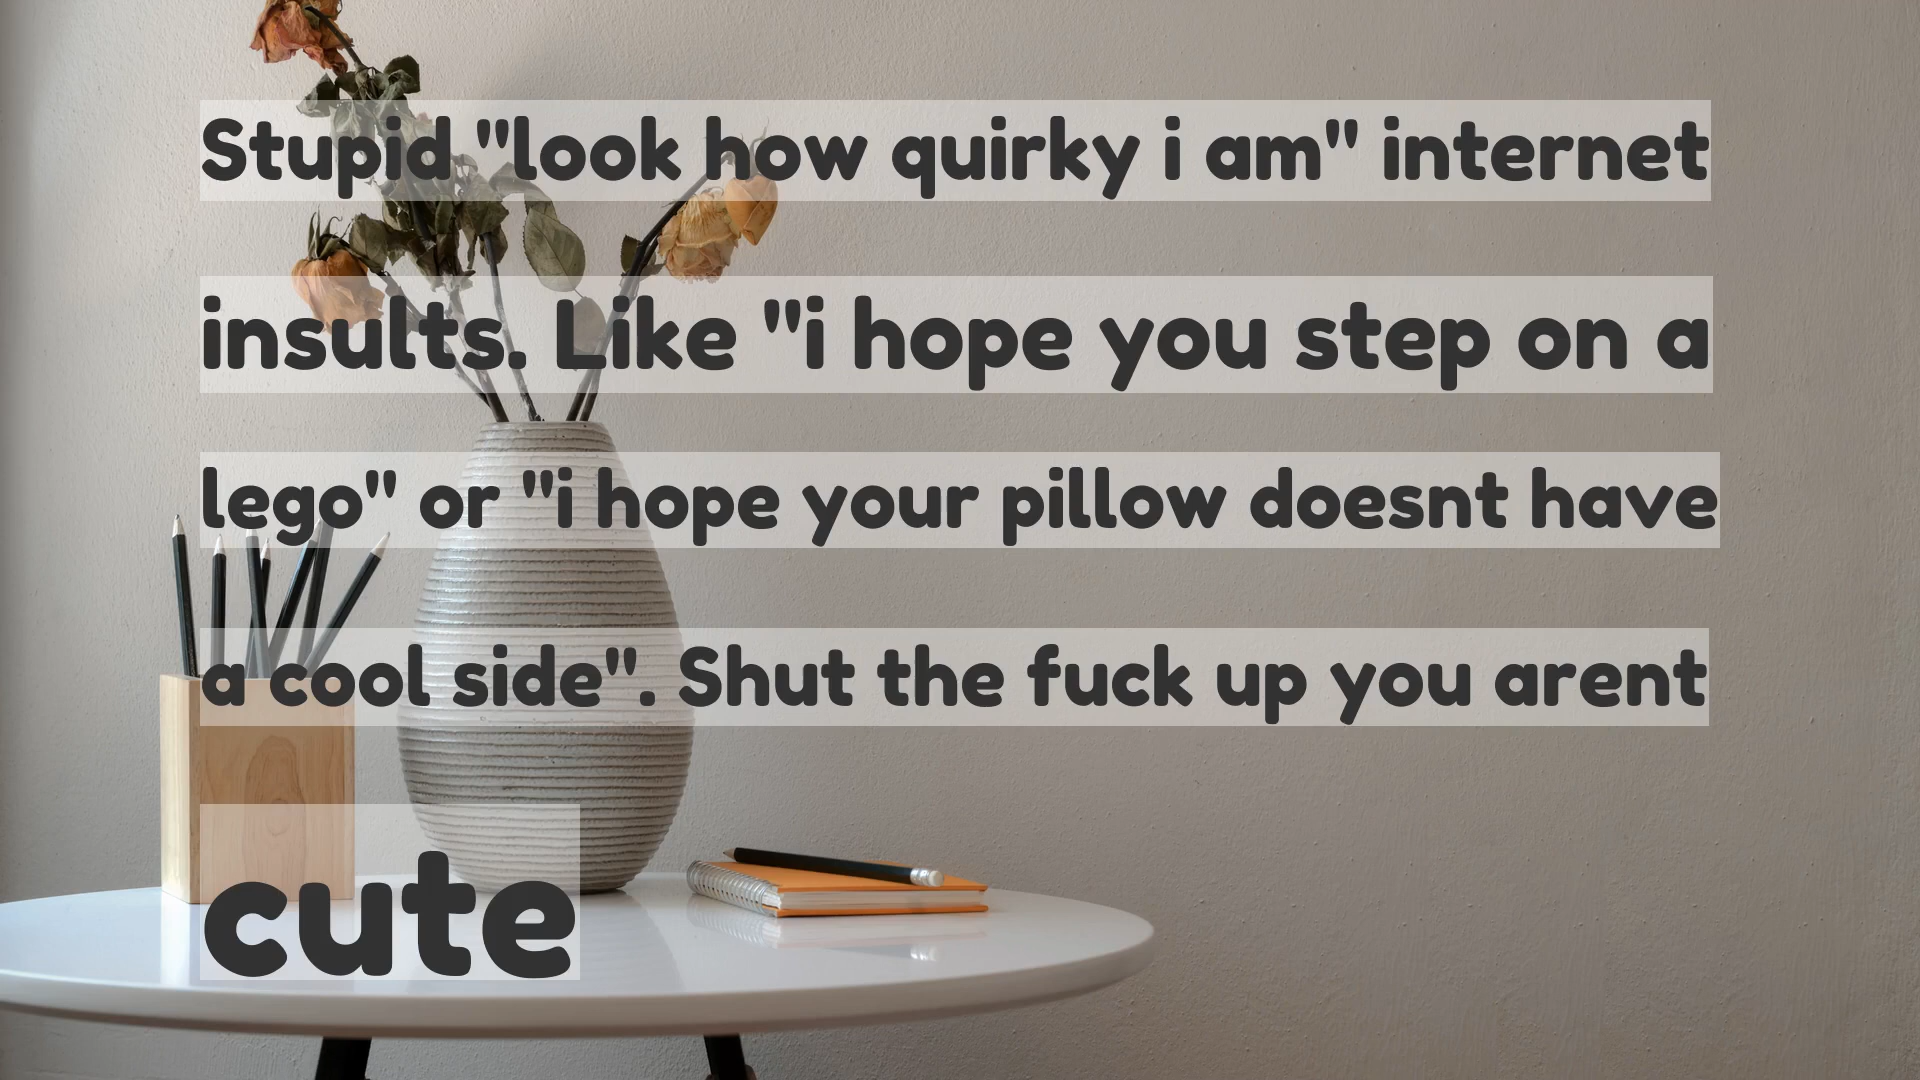 Stupid "look how quirky i am" internet
insults. Like "i hope you step on a
lego" or "i hope your pillow doesnt have
a cool side". Shut the fuck up you arent
cute